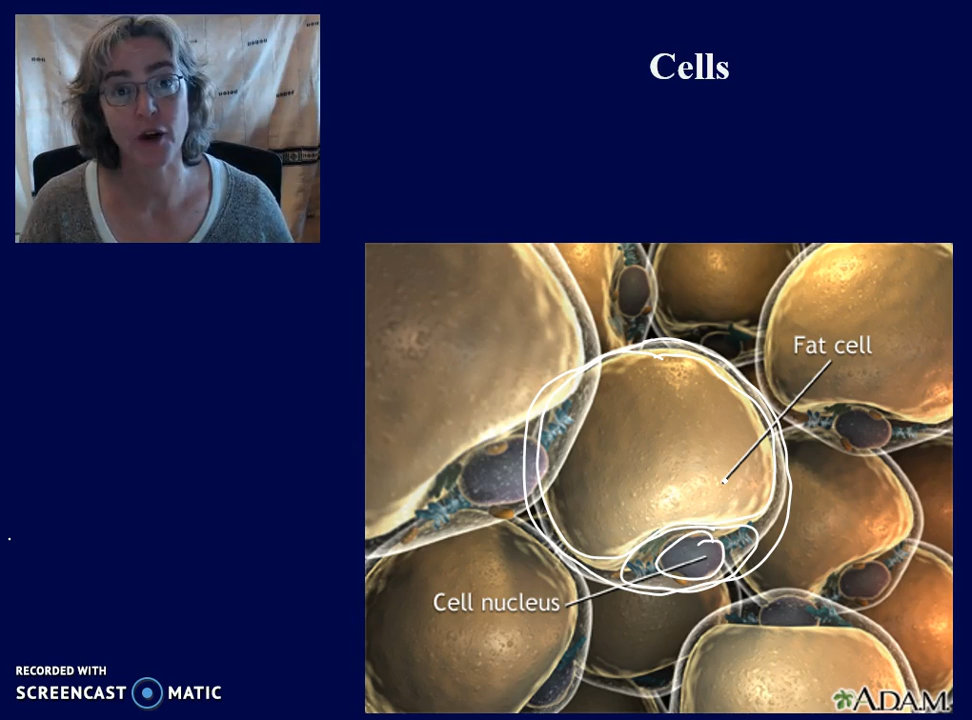 Cells
Fat cell
Cell nucleus
RECORDED WITH
SCREENCAST MATIC
A.D.A.M.